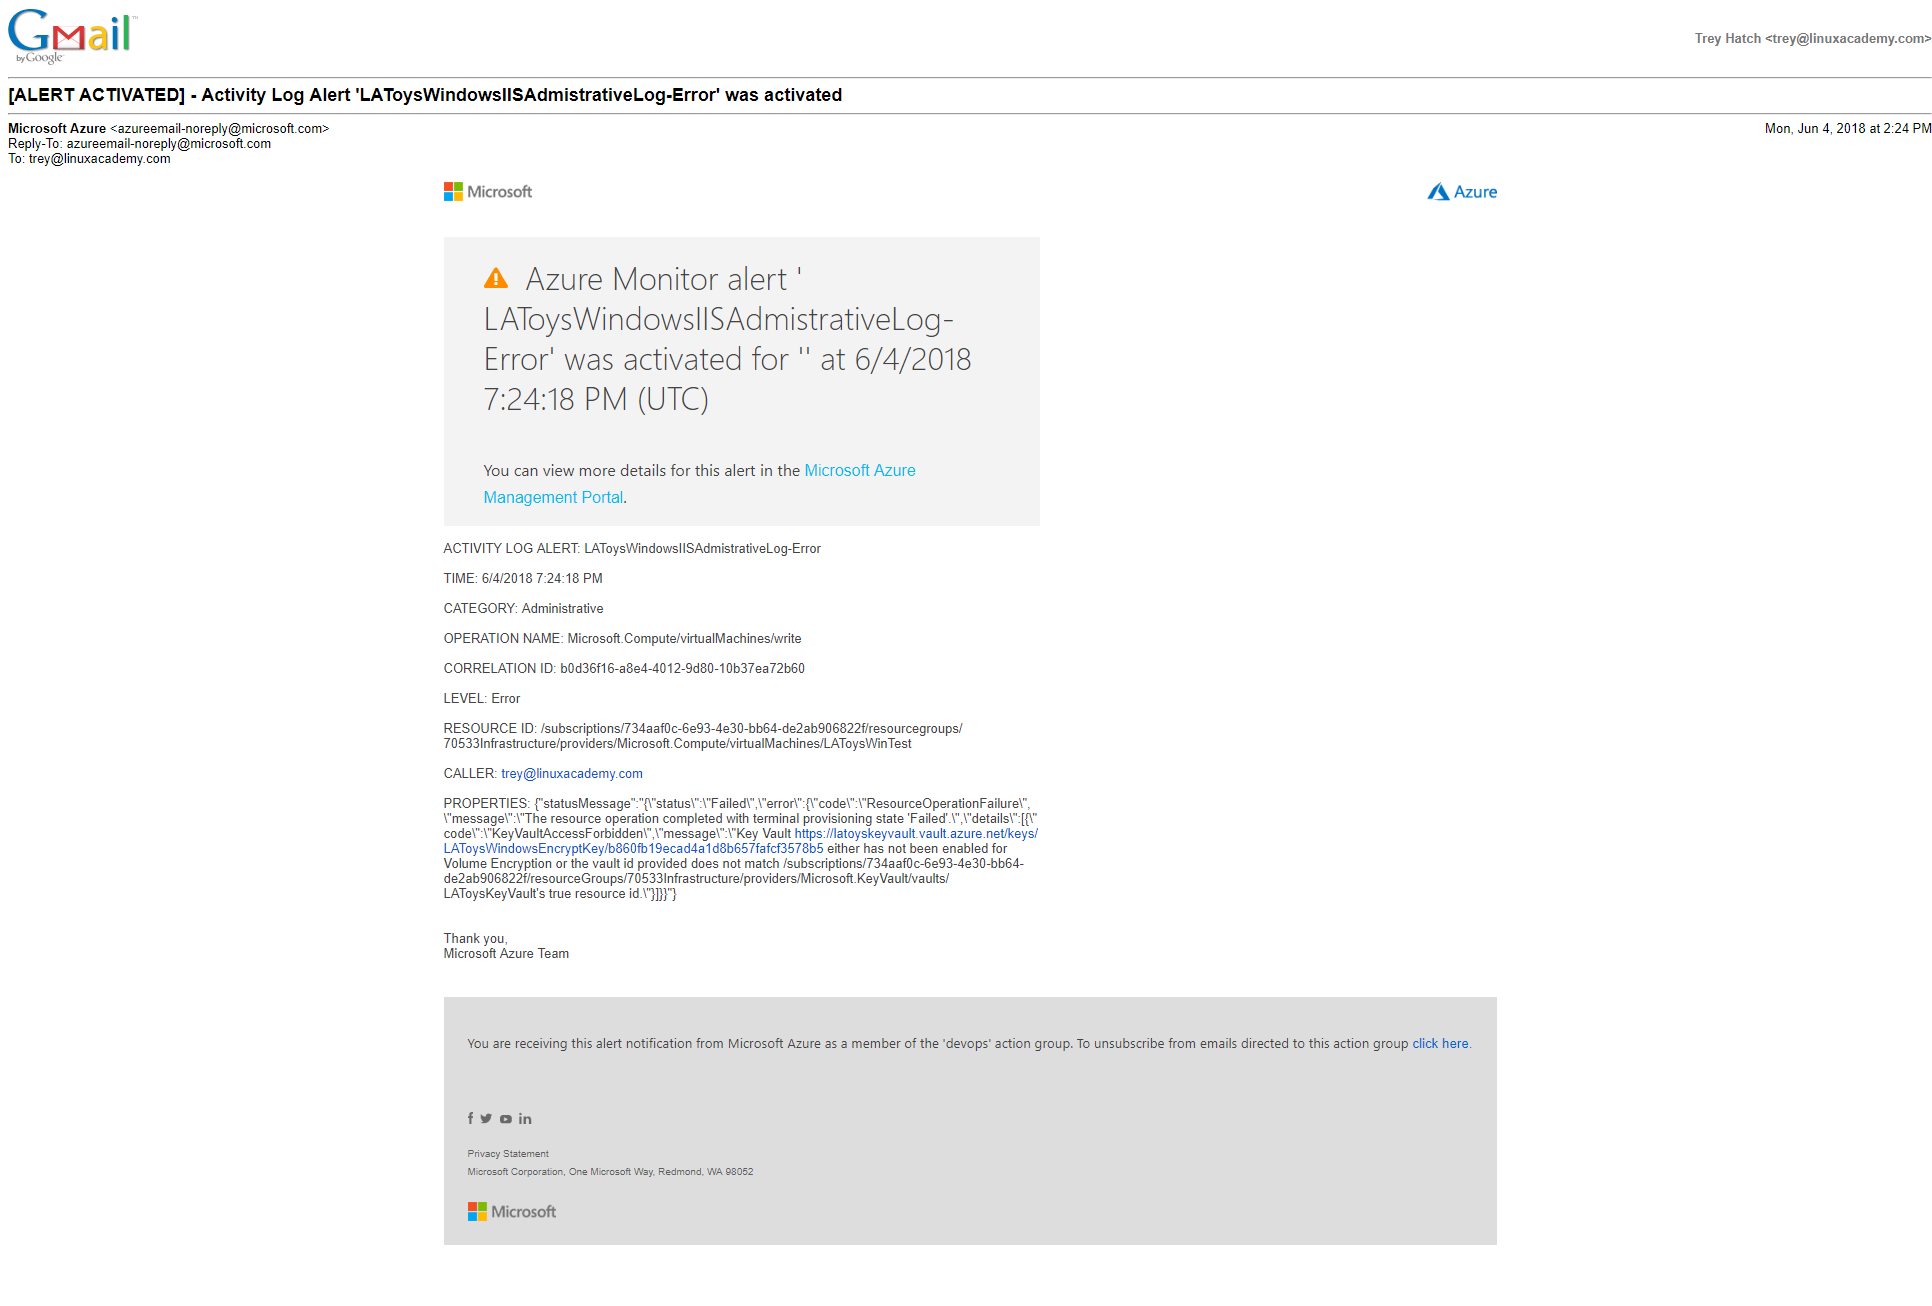 Gmail™
by Google
Trey Hatch <trey@linuxacademy.com>
[ALERT ACTIVATED] - Activity Log Alert 'LAToysWindowsIISAdmistrativeLog-Error' was activated
Microsoft Azure <azureemail-noreply@microsoft.com>
Mon, Jun 4, 2018 at 2:24 PM
Reply-To: azureemail-noreply@microsoft.com
To: trey@linuxacademy.com
Microsoft
Azure
Azure Monitor alert '
LAToysWindowsIISAdmistrativeLog-
Error' was activated for '' at 6/4/2018
7:24:18 PM (UTC)
You can view more details for this alert in the Microsoft Azure
Management Portal.
ACTIVITY LOG ALERT: LAToysWindowsIISAdmistrativeLog-Error
TIME: 6/4/2018 7:24:18 PM
CATEGORY: Administrative
OPERATION NAME: Microsoft.Compute/virtualMachines/write
CORRELATION ID: b0d36f16-a8e4-4012-9d80-10b37ea72b60
LEVEL: Error
RESOURCE ID: /subscriptions/734aaf0c-6e93-4e30-bb64-de2ab906822f/resourcegroups/
70533Infrastructure/providers/Microsoft.Compute/virtualMachines/LAToysWinTest
CALLER: trey@linuxacademy.com
PROPERTIES: {"statusMessage":"{\"status\":\"Failed\",\"error\":{\"code\":\"ResourceOperationFailure\",
\"message\":\"The resource operation completed with terminal provisioning state 'Failed'.\",\"details\":[{\"
code\":\"KeyVaultAccessForbidden\",\"message\":\"Key Vault https://latoyskeyvault.vault.azure.net/keys/
LAToysWindowsEncryptKey/b860fb19ecad4a1d8b657fafcf3578b5 either has not been enabled for
Volume Encryption or the vault id provided does not match /subscriptions/734aaf0c-6e93-4e30-bb64-
de2ab906822f/resourceGroups/70533Infrastructure/providers/Microsoft.KeyVault/vaults/
LAToysKeyVault's true resource id.\"}]}}"}
Thank you,
Microsoft Azure Team
You are receiving this alert notification from Microsoft Azure as a member of the 'devops' action group. To unsubscribe from emails directed to this action group click here.
Privacy Statement
Microsoft Corporation, One Microsoft Way, Redmond, WA 98052
Microsoft